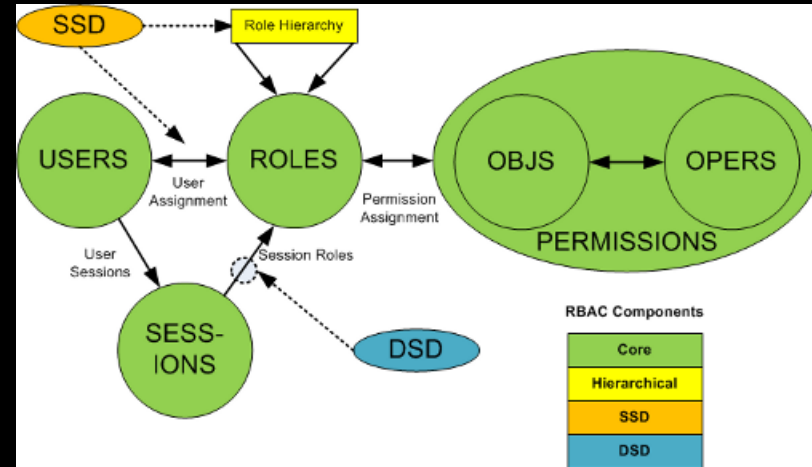 SSD
Role Hierarchy
USERS
User
Assignment
ROLES
Permission
Assignment
OBJS
OPERS
PERMISSIONS
User
Sessions
Session Roles
SESS-
IONS
DSD
RBAC Components
Core
Hierarchical
SSD
DSD